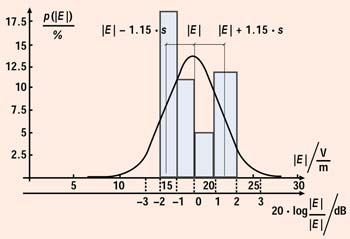 p(|E|)/%
|E| − 1.15 · s |E| |E| + 1.15 · s
17.5
15
12.5
10
7.5
5
2.5
|E| / V/m
5 10 15 20 25 30
−3 −2 −1 0 1 2 3
20 · log |E|/|E| /dB